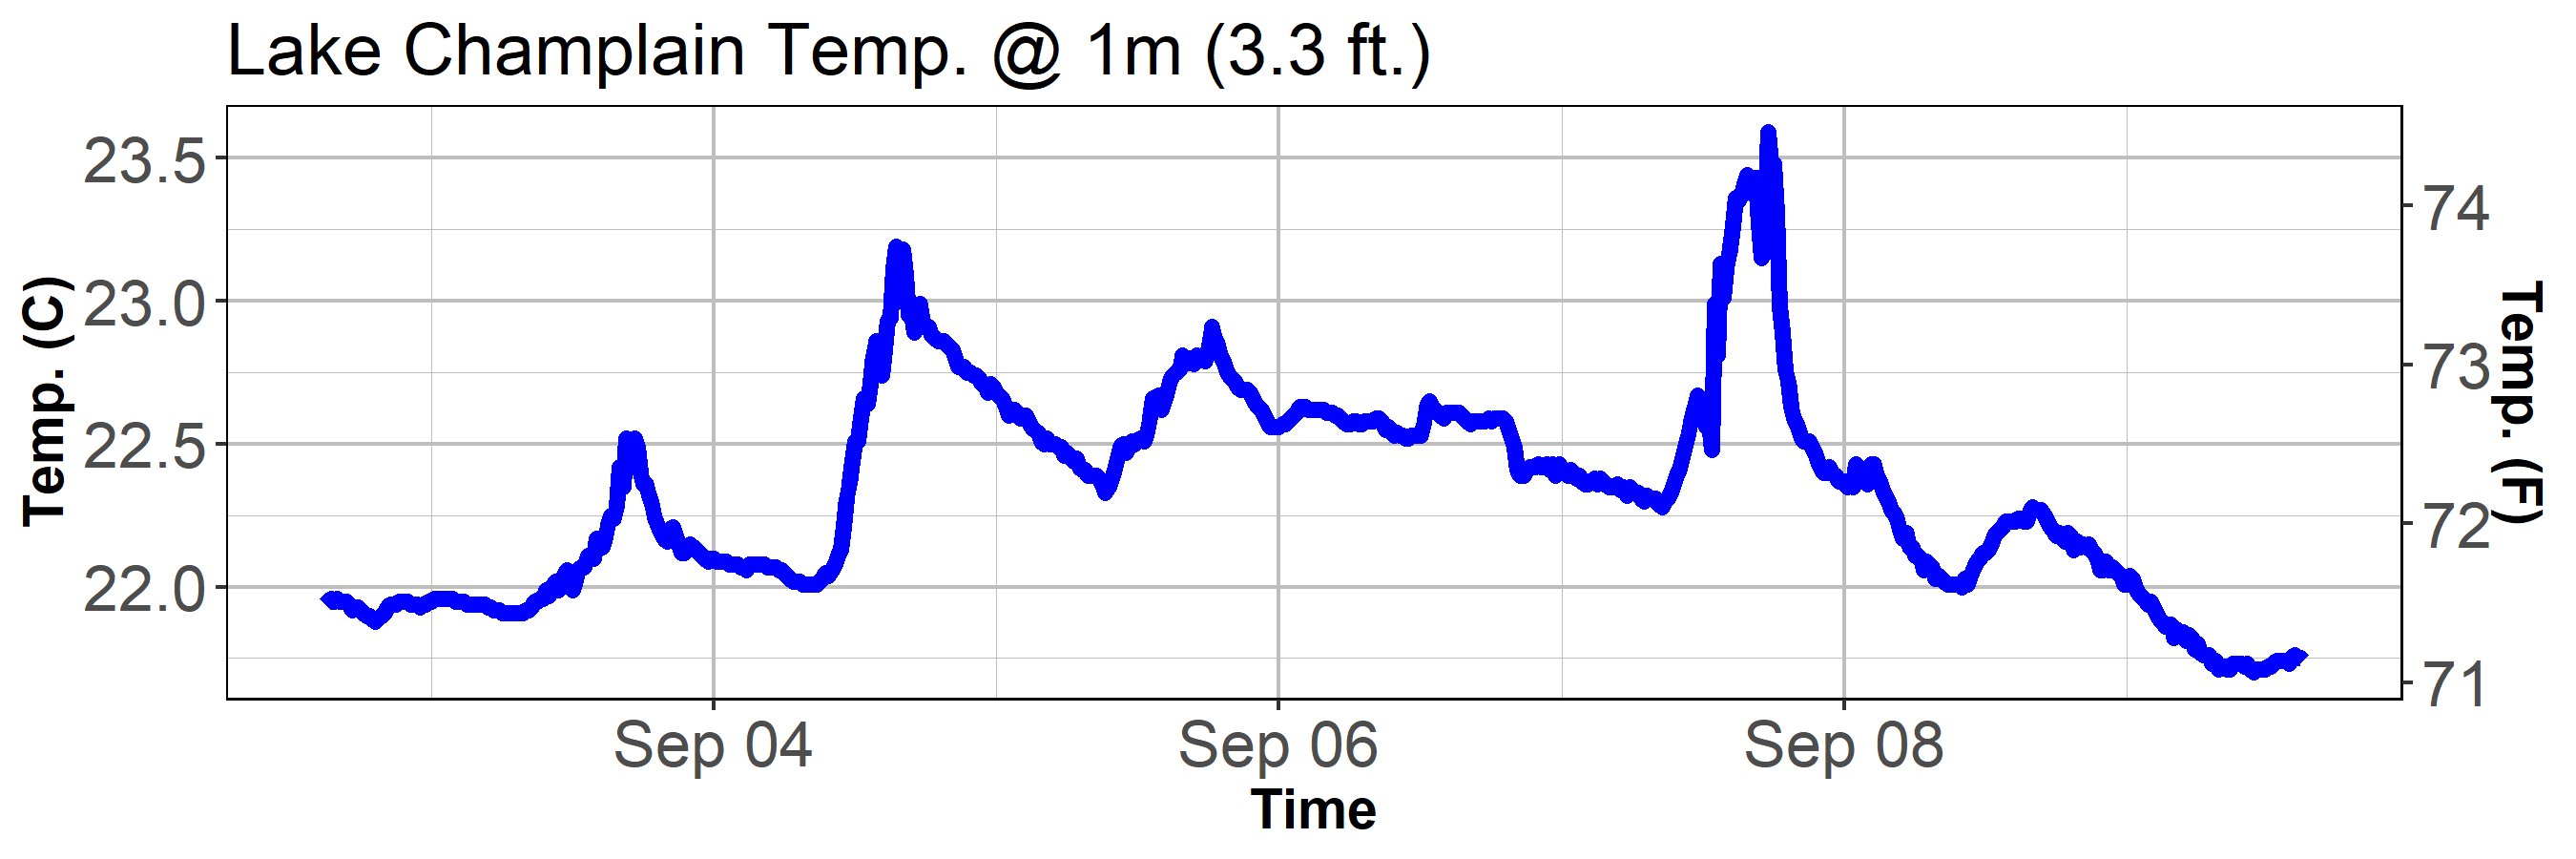 Lake Champlain Temp. @ 1m (3.3 ft.)
Temp. (C)
23.5
23.0
22.5
22.0
74
73
72
71
Temp. (F)
Sep 04
Sep 06
Sep 08
Time